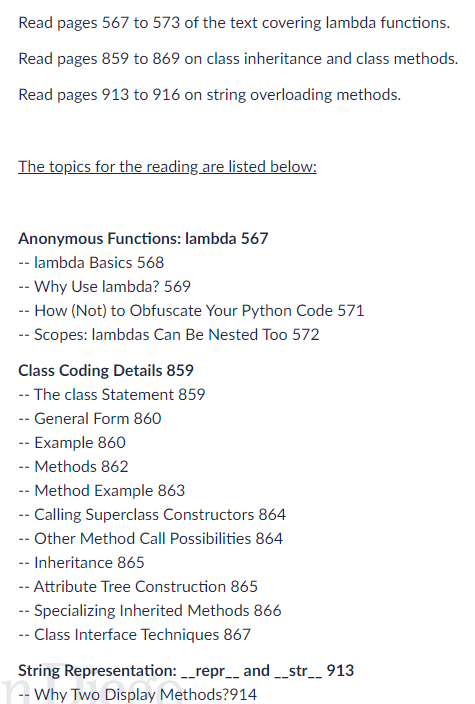 Read pages 567 to 573 of the text covering lambda functions.
Read pages 859 to 869 on class inheritance and class methods.
Read pages 913 to 916 on string overloading methods.
The topics for the reading are listed below:
Anonymous Functions: lambda 567
-- lambda Basics 568
-- Why Use lambda? 569
-- How (Not) to Obfuscate Your Python Code 571
-- Scopes: lambdas Can Be Nested Too 572
Class Coding Details 859
-- The class Statement 859
-- General Form 860
-- Example 860
-- Methods 862
-- Method Example 863
-- Calling Superclass Constructors 864
-- Other Method Call Possibilities 864
-- Inheritance 865
-- Attribute Tree Construction 865
-- Specializing Inherited Methods 866
-- Class Interface Techniques 867
String Representation: __repr__ and __str__ 913
-- Why Two Display Methods?914